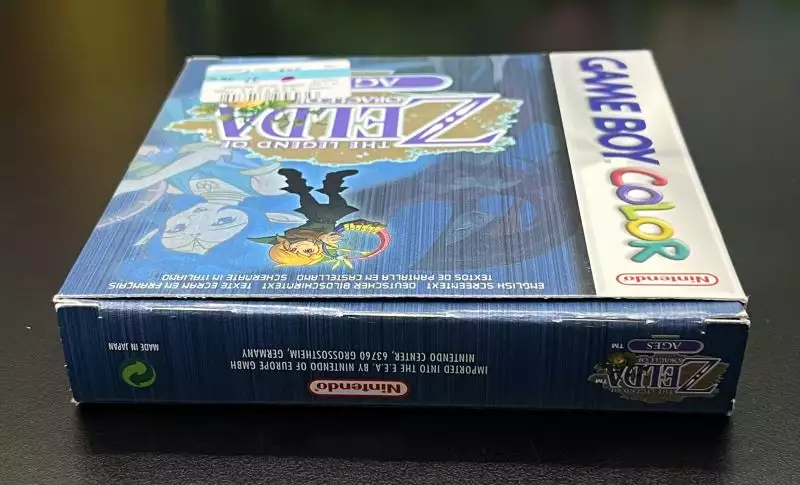 GAME BOY COLOR
Nintendo
THE LEGEND OF
ZELDA
ORACLE OF
AGES
ENGLISH SCREENTEXT DEUTSCHER BILDSCHIRMTEXT TEXTE ECRAN EN FRANÇAIS
TEXTOS DE PANTALLA EN CASTELLANO SCHERMATE IN ITALIANO
THE LEGEND OF
ZELDA
ORACLE OF
AGES
TM
TM
Nintendo
IMPORTED INTO THE E.E.A. BY NINTENDO OF EUROPE GMBH
NINTENDO CENTER, 63760 GROSSOSTHEIM, GERMANY
MADE IN JAPAN